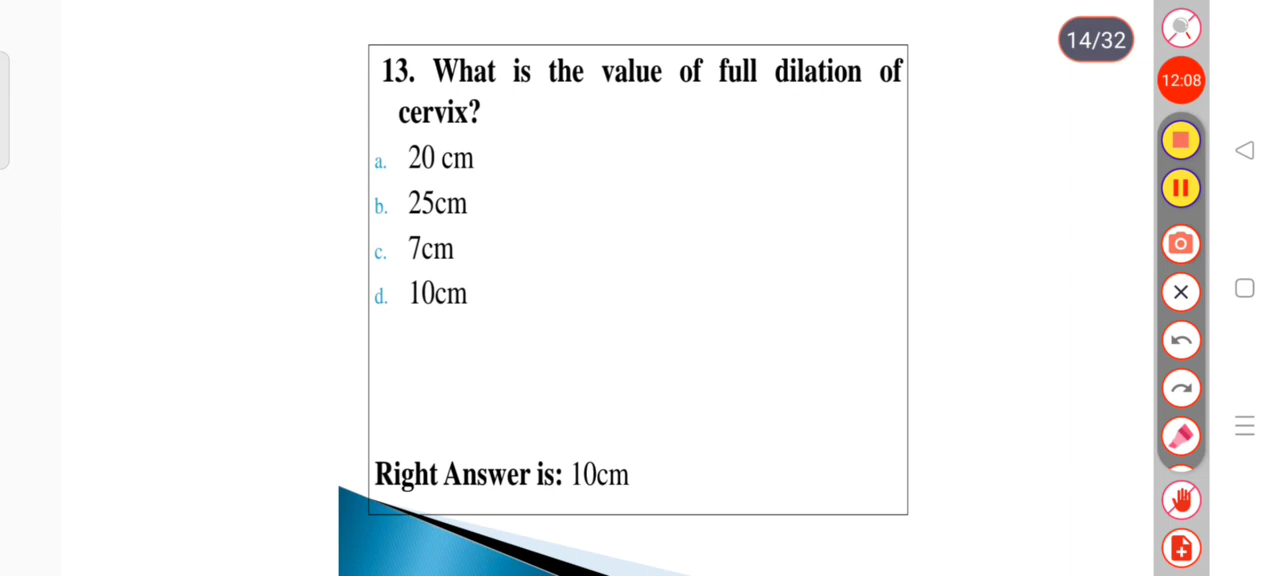 14/32
12:08
13. What is the value of full dilation of
cervix?
a. 20 cm
b. 25cm
c. 7cm
d. 10cm
Right Answer is: 10cm